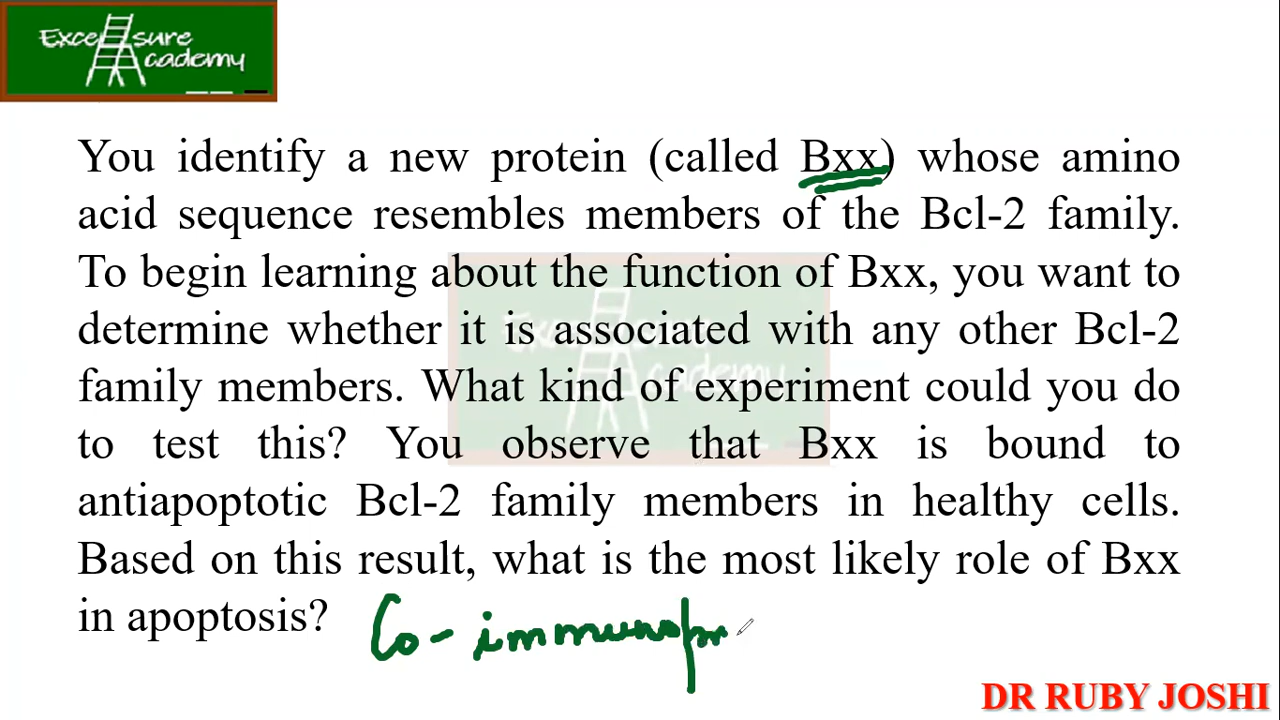 Excel sure
Academy
You identify a new protein (called Bxx) whose amino
acid sequence resembles members of the Bcl-2 family.
To begin learning about the function of Bxx, you want to
determine whether it is associated with any other Bcl-2
family members. What kind of experiment could you do
to test this? You observe that Bxx is bound to
antiapoptotic Bcl-2 family members in healthy cells.
Based on this result, what is the most likely role of Bxx
in apoptosis? Co-immunopr
DR RUBY JOSHI